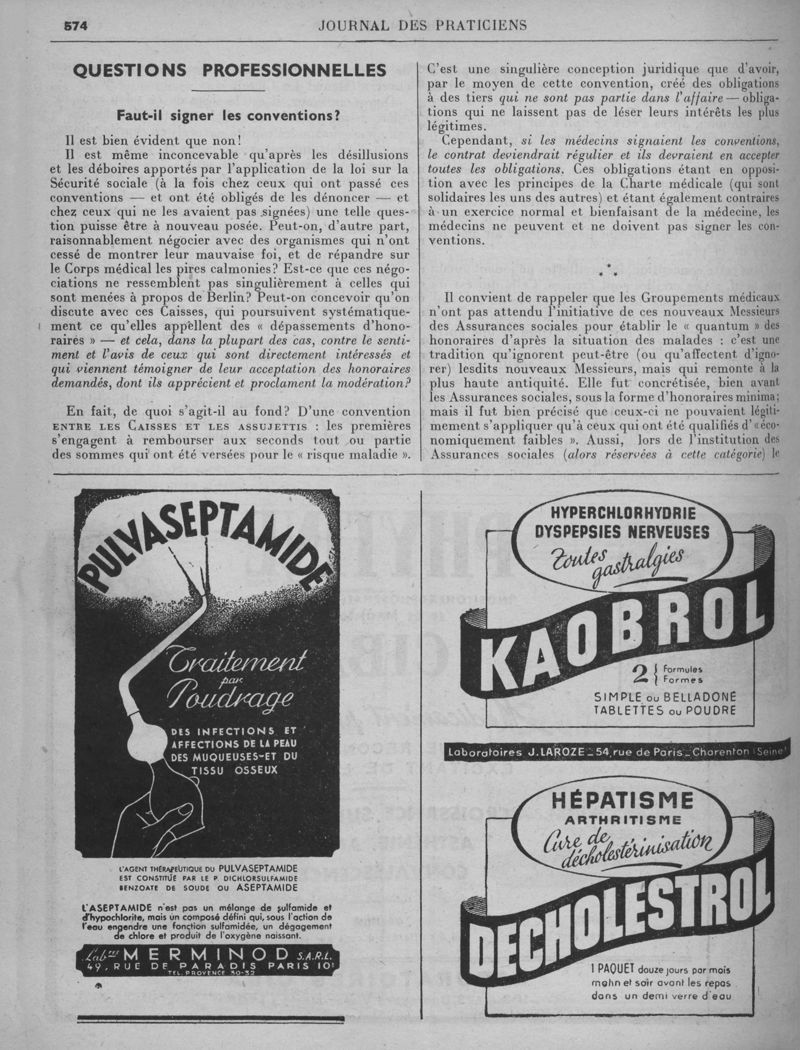 574
JOURNAL DES PRATICIENS
QUESTIONS PROFESSIONNELLES
Faut-il signer les conventions?
Il est bien évident que non!
Il est même inconcevable qu'après les désillusions
et les déboires apportés par l'application de la loi sur la
Sécurité sociale (à la fois chez ceux qui ont passé ces
conventions — et ont été obligés de les dénoncer — et
chez ceux qui ne les avaient pas signées) une telle ques-
tion puisse être à nouveau posée. Peut-on, d'autre part,
raisonnablement négocier avec des organismes qui n'ont
cessé de montrer leur mauvaise foi, et de répandre sur
le Corps médical les pires calmonies? Est-ce que ces négo-
ciations ne ressemblent pas singulièrement à celles qui
sont menées à propos de Berlin? Peut-on concevoir qu'on
discute avec ces Caisses, qui poursuivent systématique-
ment ce qu'elles appellent des « dépassements d'hono-
raires » — et cela, dans la plupart des cas, contre le senti-
ment et l'avis de ceux qui sont directement intéressés et
qui viennent témoigner de leur acceptation des honoraires
demandés, dont ils apprécient et proclament la modération?
En fait, de quoi s'agit-il au fond? D'une convention
ENTRE LES CAISSES ET LES ASSUJETTIS : les premières
s'engagent à rembourser aux seconds tout ou partie
des sommes qui ont été versées pour le « risque maladie ».
C'est une singulière conception juridique que d'avoir,
par le moyen de cette convention, créé des obligations
à des tiers qui ne sont pas partie dans l'affaire — obliga-
tions qui ne laissent pas de léser leurs intérêts les plus
légitimes.
Cependant, si les médecins signaient les conventions,
le contrat deviendrait régulier et ils devraient en accepter
toutes les obligations. Ces obligations étant en opposi-
tion avec les principes de la Charte médicale (qui sont
solidaires les uns des autres) et étant également contraires
à un exercice normal et bienfaisant de la médecine, les
médecins ne peuvent et ne doivent pas signer les con-
ventions.
* * *
Il convient de rappeler que les Groupements médicaux
n'ont pas attendu l'initiative de ces nouveaux Messieurs
des Assurances sociales pour établir le « quantum » des
honoraires d'après la situation des malades : c'est une
tradition qu'ignorent peut-être (ou qu'affectent d'igno-
rer) lesdits nouveaux Messieurs, mais qui remonte à la
plus haute antiquité. Elle fut concrétisée, bien avant
les Assurances sociales, sous la forme d'honoraires minima;
mais il fut bien précisé que ceux-ci ne pouvaient légiti-
mement s'appliquer qu'à ceux qui ont été qualifiés d'« éco-
nomiquement faibles ». Aussi, lors de l'institution des
Assurances sociales (alors réservées à cette catégorie) le
PULVASEPTAMIDE
Traitement
par
Poudrage
DES INFECTIONS ET
AFFECTIONS DE LA PEAU
DES MUQUEUSES-ET DU
TISSU OSSEUX
L'AGENT THÉRAPEUTIQUE DU PULVASEPTAMIDE
EST CONSTITUÉ PAR LE P. DICHLORSULFAMIDE
BENZOATE DE SOUDE OU ASEPTAMIDE
L'ASEPTAMIDE n'est pas un mélange de sulfamide et
d'hypochlorite, mais un composé défini qui, sous l'action de
l'eau engendre une fonction sulfamidée, un dégagement
de chlore et produit de l'oxygène naissant.
Labres MERMINOD S.A.R.L.
49, RUE DE PARADIS PARIS 10e
TEL. PROVENCE 30-32
HYPERCHLORHYDRIE
DYSPEPSIES NERVEUSES
Toutes
gastralgies
KAOBROL
2 { Formules
Formes
SIMPLE ou BELLADONE
TABLETTES ou POUDRE
Laboratoires J. LAROZE _ 54, rue de Paris _ Charenton (Seine)
HÉPATISME
ARTHRITISME
Cure de
décholestérinisation
DECHOLESTROL
1 PAQUET douze jours par mois
matin et soir avant les repas
dans un demi verre d'eau